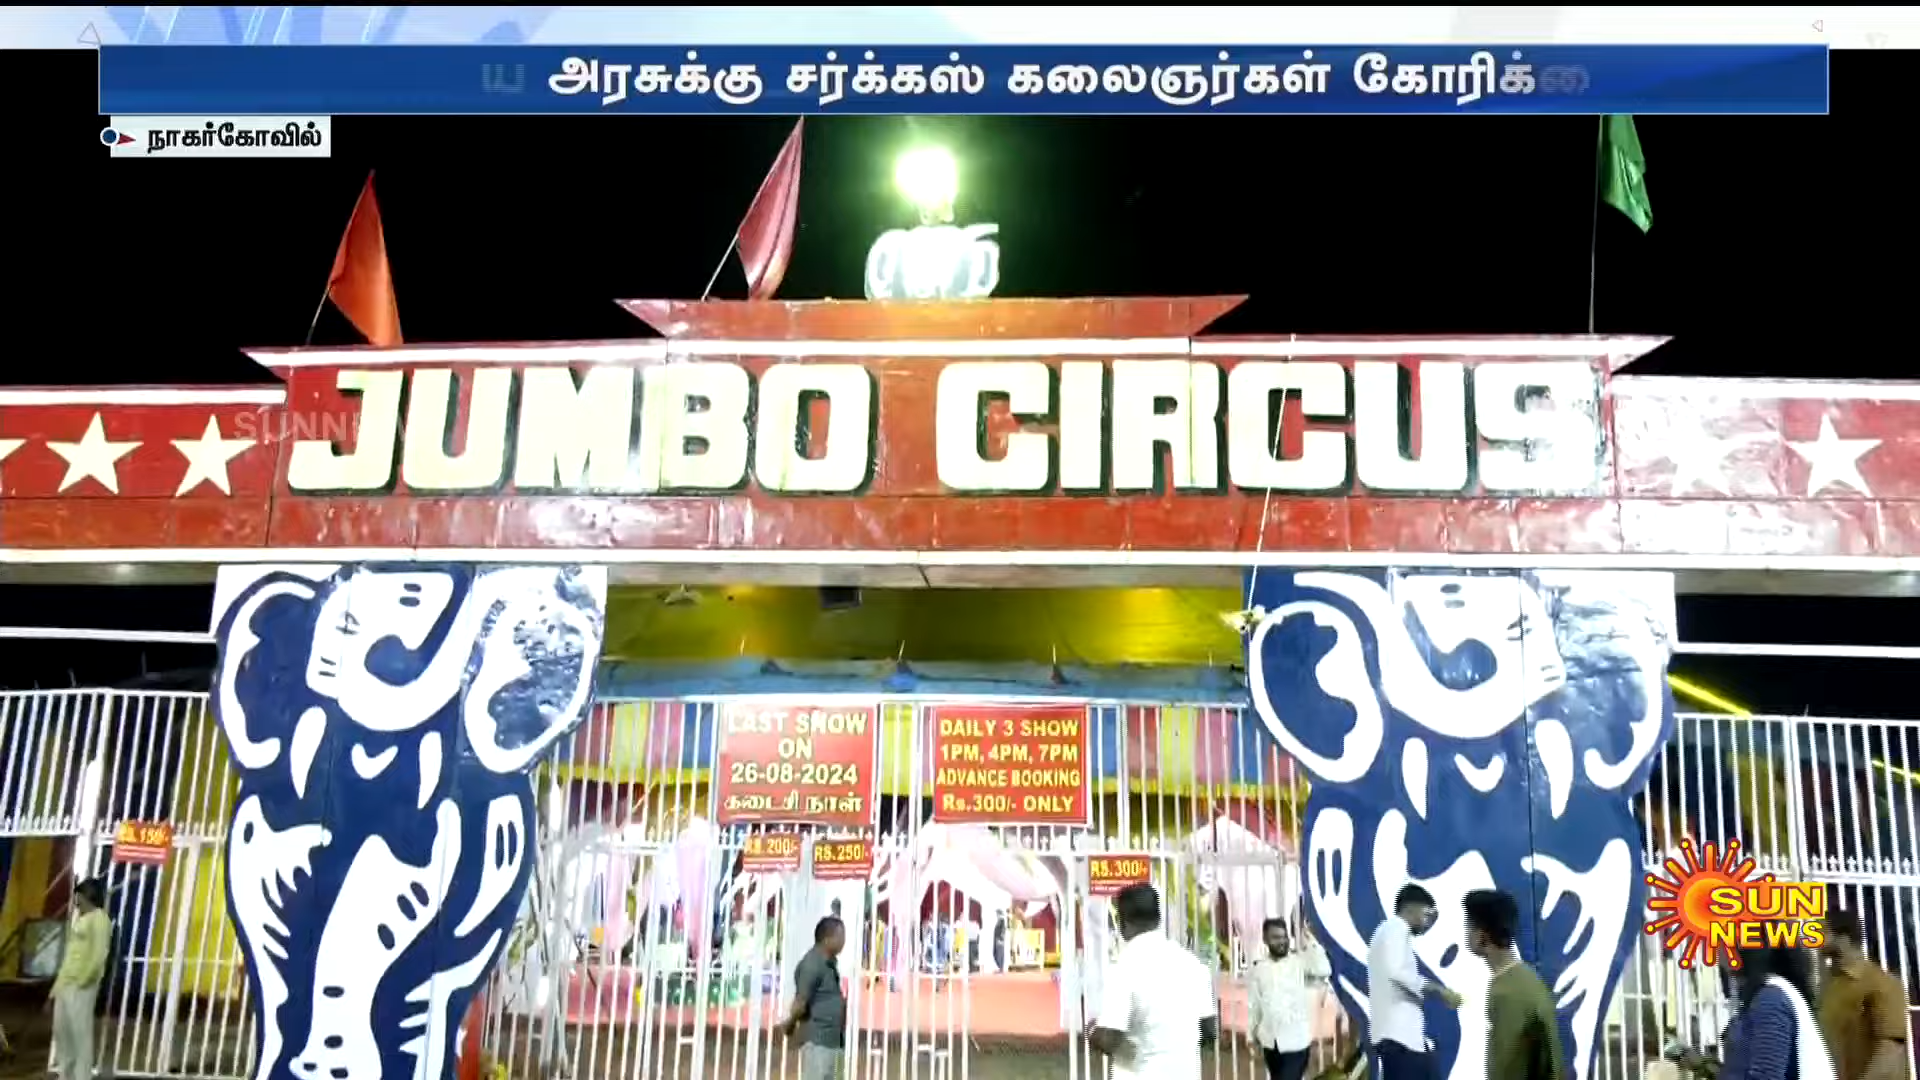 அரசுக்கு சர்க்கஸ் கலைஞர்கள்
நாகர்கோவில்
JUMBO CIRCUS
LAST SHOW
ON
26-08-2024
கடைசி நாள்
DAILY 3 SHOW
1PM, 4PM, 7PM
ADVANCE BOOKING
Rs.300/- ONLY
RS.150/-
RS.200/-
RS.250/-
RS.300/-
SUN
NEWS